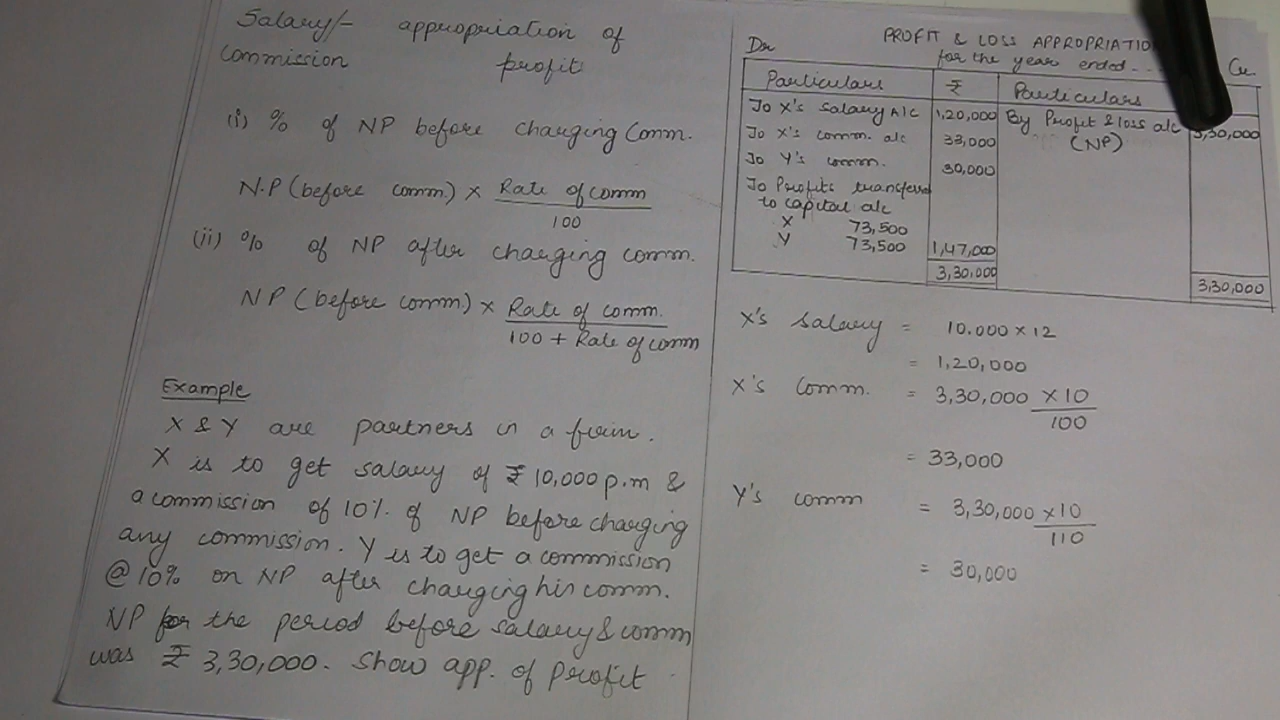 Salary/- appropriation of
commission profit
(i) % of NP before charging Comm.
N.P (before comm.) × Rate of comm
100
(ii) % of NP after charging comm.
NP (before comm.) × Rate of comm.
100 + Rate of comm
Example
X & Y are partners in a firm.
X is to get salary of ₹ 10,000 p.m &
a commission of 10% of NP before charging
any commission. Y is to get a commission
@ 10% on NP after charging his comm.
NP for the period before salary & comm
was ₹ 3,30,000. Show app. of Profit
PROFIT & LOSS APPROPRIATIO
Dr for the year ended... Cr.
Particulars ₹ Particulars
To X's salary A/c 1,20,000 By Profit & loss a/c 3,30,000
To X's comm. a/c 33,000 (NP)
To Y's comm. 30,000
To Profits transferred
to capital a/c
X 73,500
Y 73,500 1,47,000
3,30,000 3,30,000
X's salary = 10.000 × 12
= 1,20,000
X's Comm. = 3,30,000 × 10
100
= 33,000
Y's comm = 3,30,000 × 10
110
= 30,000